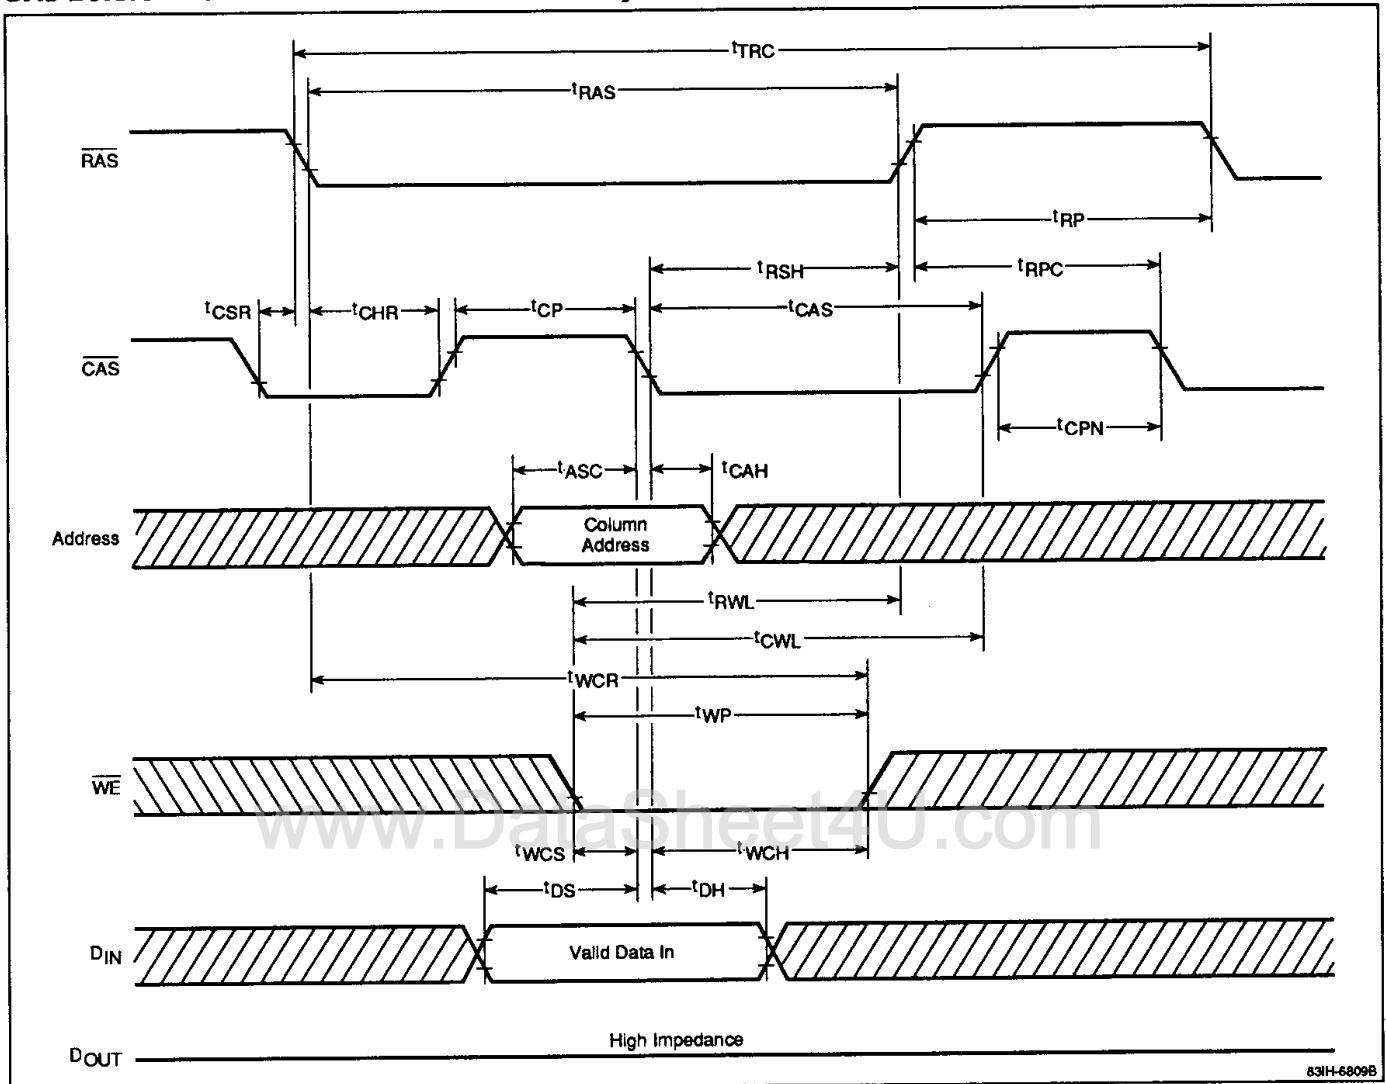 tTRC
tRAS
RAS
tRP
tRSH
tRPC
tCSR
tCHR
tCP
tCAS
CAS
tCPN
tASC
tCAH
Address
Column
Address
tRWL
tCWL
tWCR
tWP
WE
www.DataSheet4U.com
tWCS
tWCH
tDS
tDH
DIN
Valid Data In
High Impedance
DOUT
83IH-6809B